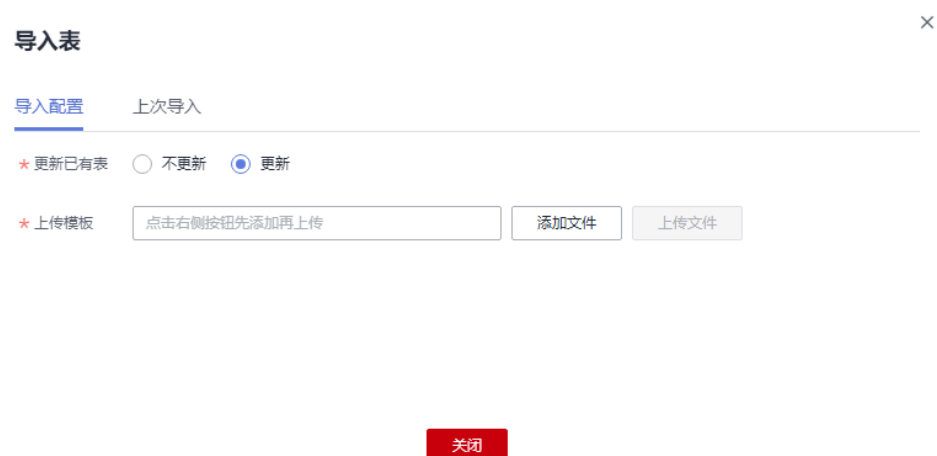 导入表
导入配置 上次导入
* 更新已有表 不更新 更新
* 上传模板 点击右侧按钮先添加再上传 添加文件 上传文件
关闭